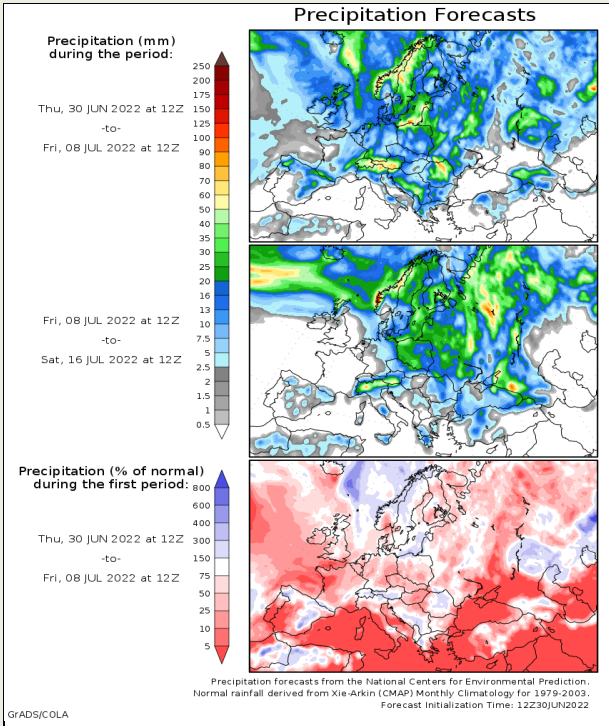 Precipitation Forecasts
Precipitation (mm)
during the period:
Thu, 30 JUN 2022 at 12Z
-to-
Fri, 08 JUL 2022 at 12Z
250
200
175
150
125
100
90
80
70
60
50
40
35
30
25
20
16
13
10
7.5
5
2.5
2
1.5
1
0.5
Fri, 08 JUL 2022 at 12Z
-to-
Sat, 16 JUL 2022 at 12Z
Precipitation (% of normal)
during the first period:
Thu, 30 JUN 2022 at 12Z
-to-
Fri, 08 JUL 2022 at 12Z
800
600
400
300
150
75
50
25
10
5
Precipitation forecasts from the National Centers for Environmental Prediction.
Normal rainfall derived from Xie-Arkin (CMAP) Monthly Climatology for 1979-2003.
Forecast Initialization Time: 12Z30JUN2022
GrADS/COLA